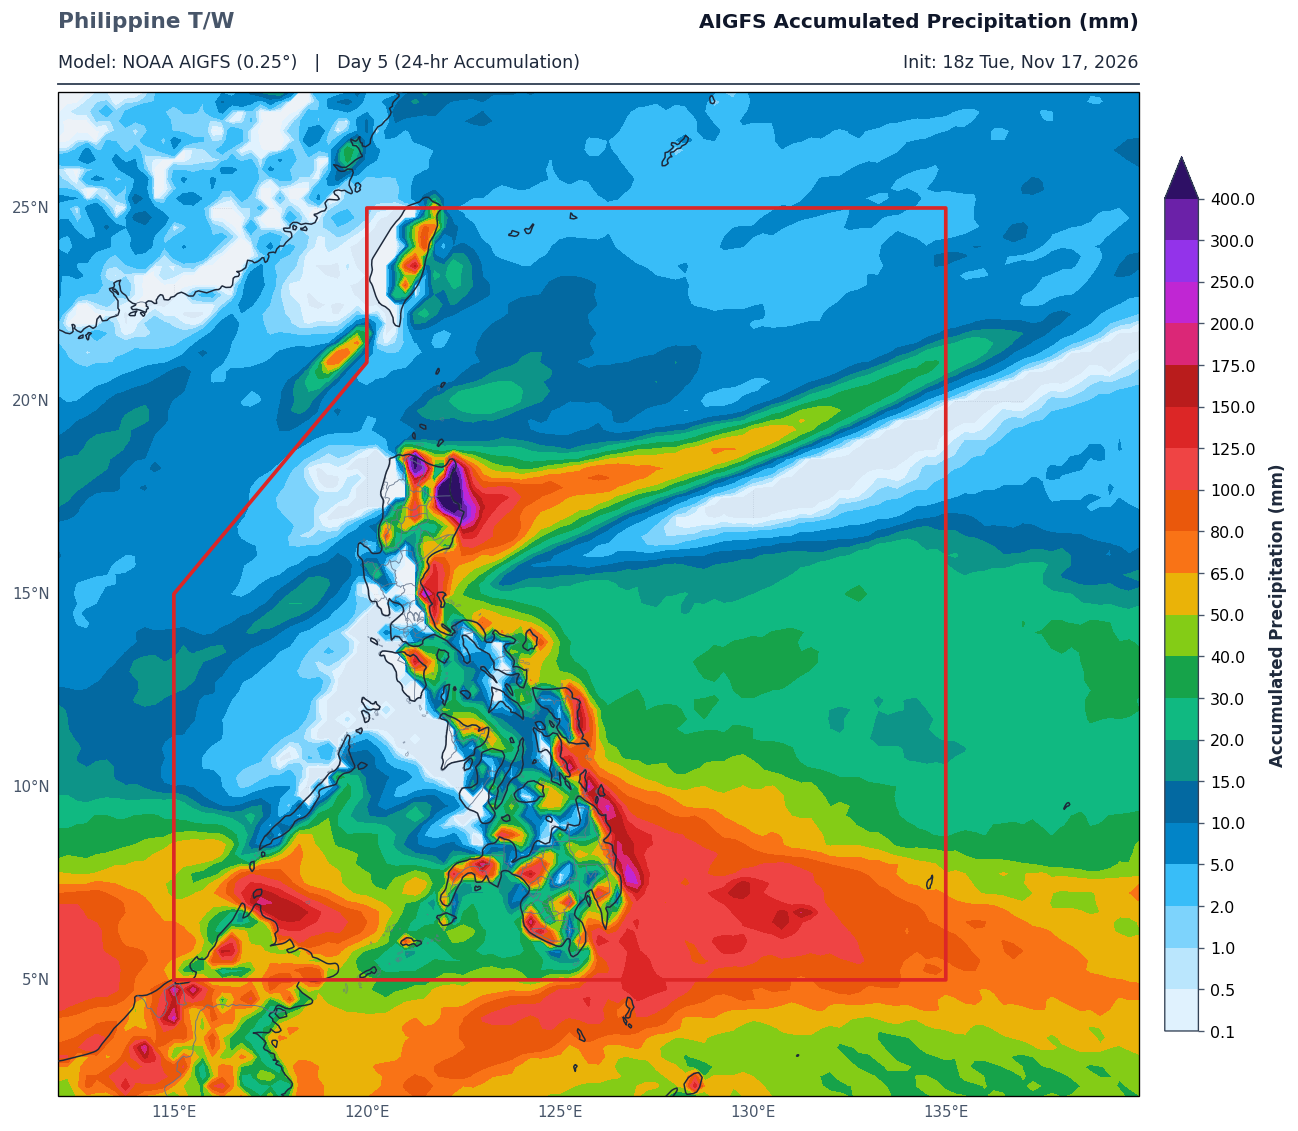 Philippine T/W
AIGFS Accumulated Precipitation (mm)
Model: NOAA AIGFS (0.25°) | Day 5 (24-hr Accumulation)
Init: 18z Tue, Nov 17, 2026
25°N
20°N
15°N
10°N
5°N
115°E
120°E
125°E
130°E
135°E
400.0
300.0
250.0
200.0
175.0
150.0
125.0
100.0
80.0
65.0
50.0
40.0
30.0
20.0
15.0
10.0
5.0
2.0
1.0
0.5
0.1
Accumulated Precipitation (mm)